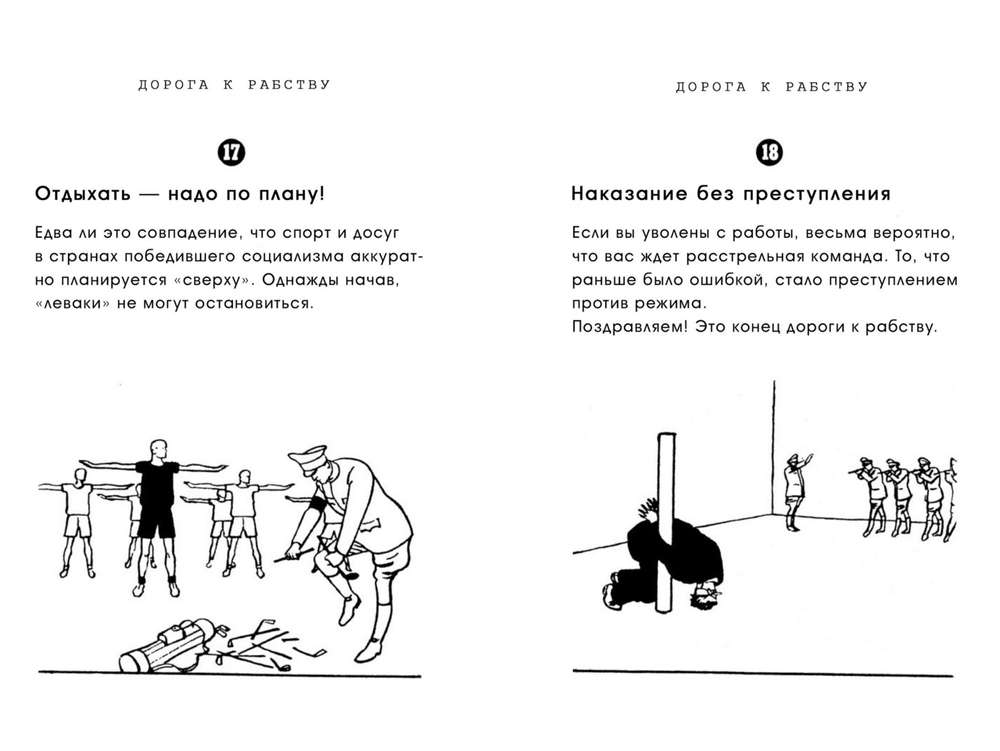 ДОРОГА К РАБСТВУ
17
Отдыхать — надо по плану!
Едва ли это совпадение, что спорт и досуг
в странах победившего социализма аккурат-
но планируется «сверху». Однажды начав,
«леваки» не могут остановиться.
ДОРОГА К РАБСТВУ
18
Наказание без преступления
Если вы уволены с работы, весьма вероятно,
что вас ждет расстрельная команда. То, что
раньше было ошибкой, стало преступлением
против режима.
Поздравляем! Это конец дороги к рабству.